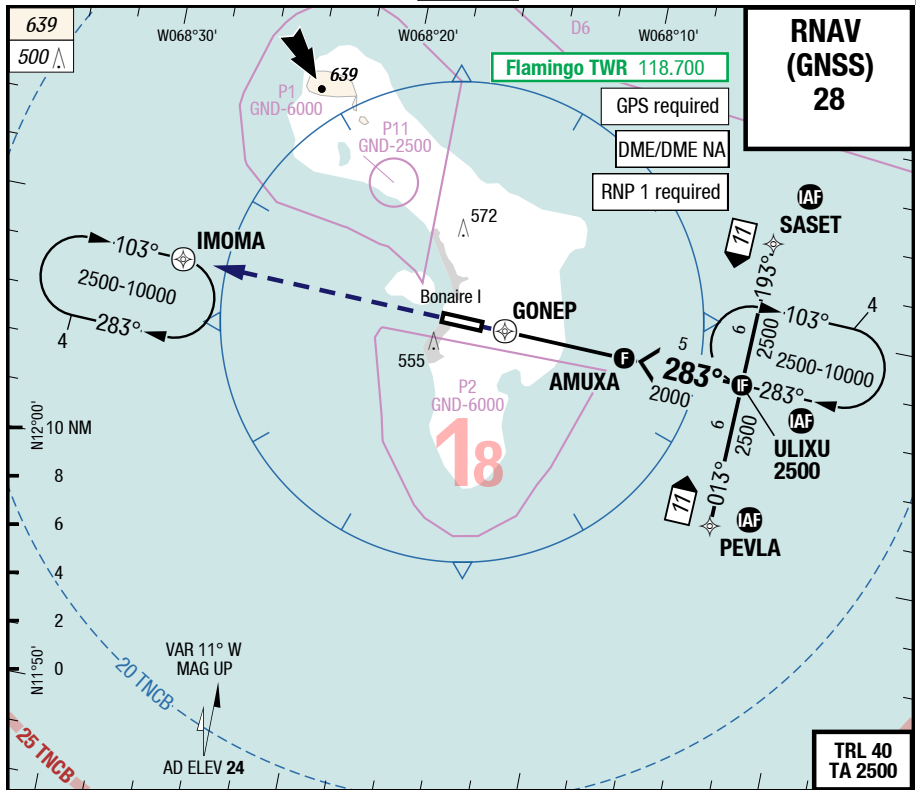 639
500
W068°30'
W068°20'
W068°10'
D6
RNAV
(GNSS)
28
Flamingo TWR 118.700
GPS required
DME/DME NA
RNP 1 required
639
P1
GND-6000
P11
GND-2500
572
IAF
SASET
11
193°
6
2500
IMOMA
103°
2500-10000
283°
4
Bonaire I
GONEP
555
AMUXA
F
5
283°
2000
IF
103°
4
2500-10000
283°
IAF
ULIXU
2500
P2
GND-6000
18
6
2500
013°
11
IAF
PEVLA
N12°00'
10 NM
8
6
4
2
0
N11°50'
VAR 11° W
MAG UP
20 TNCB
25 TNCB
AD ELEV 24
TRL 40
TA 2500